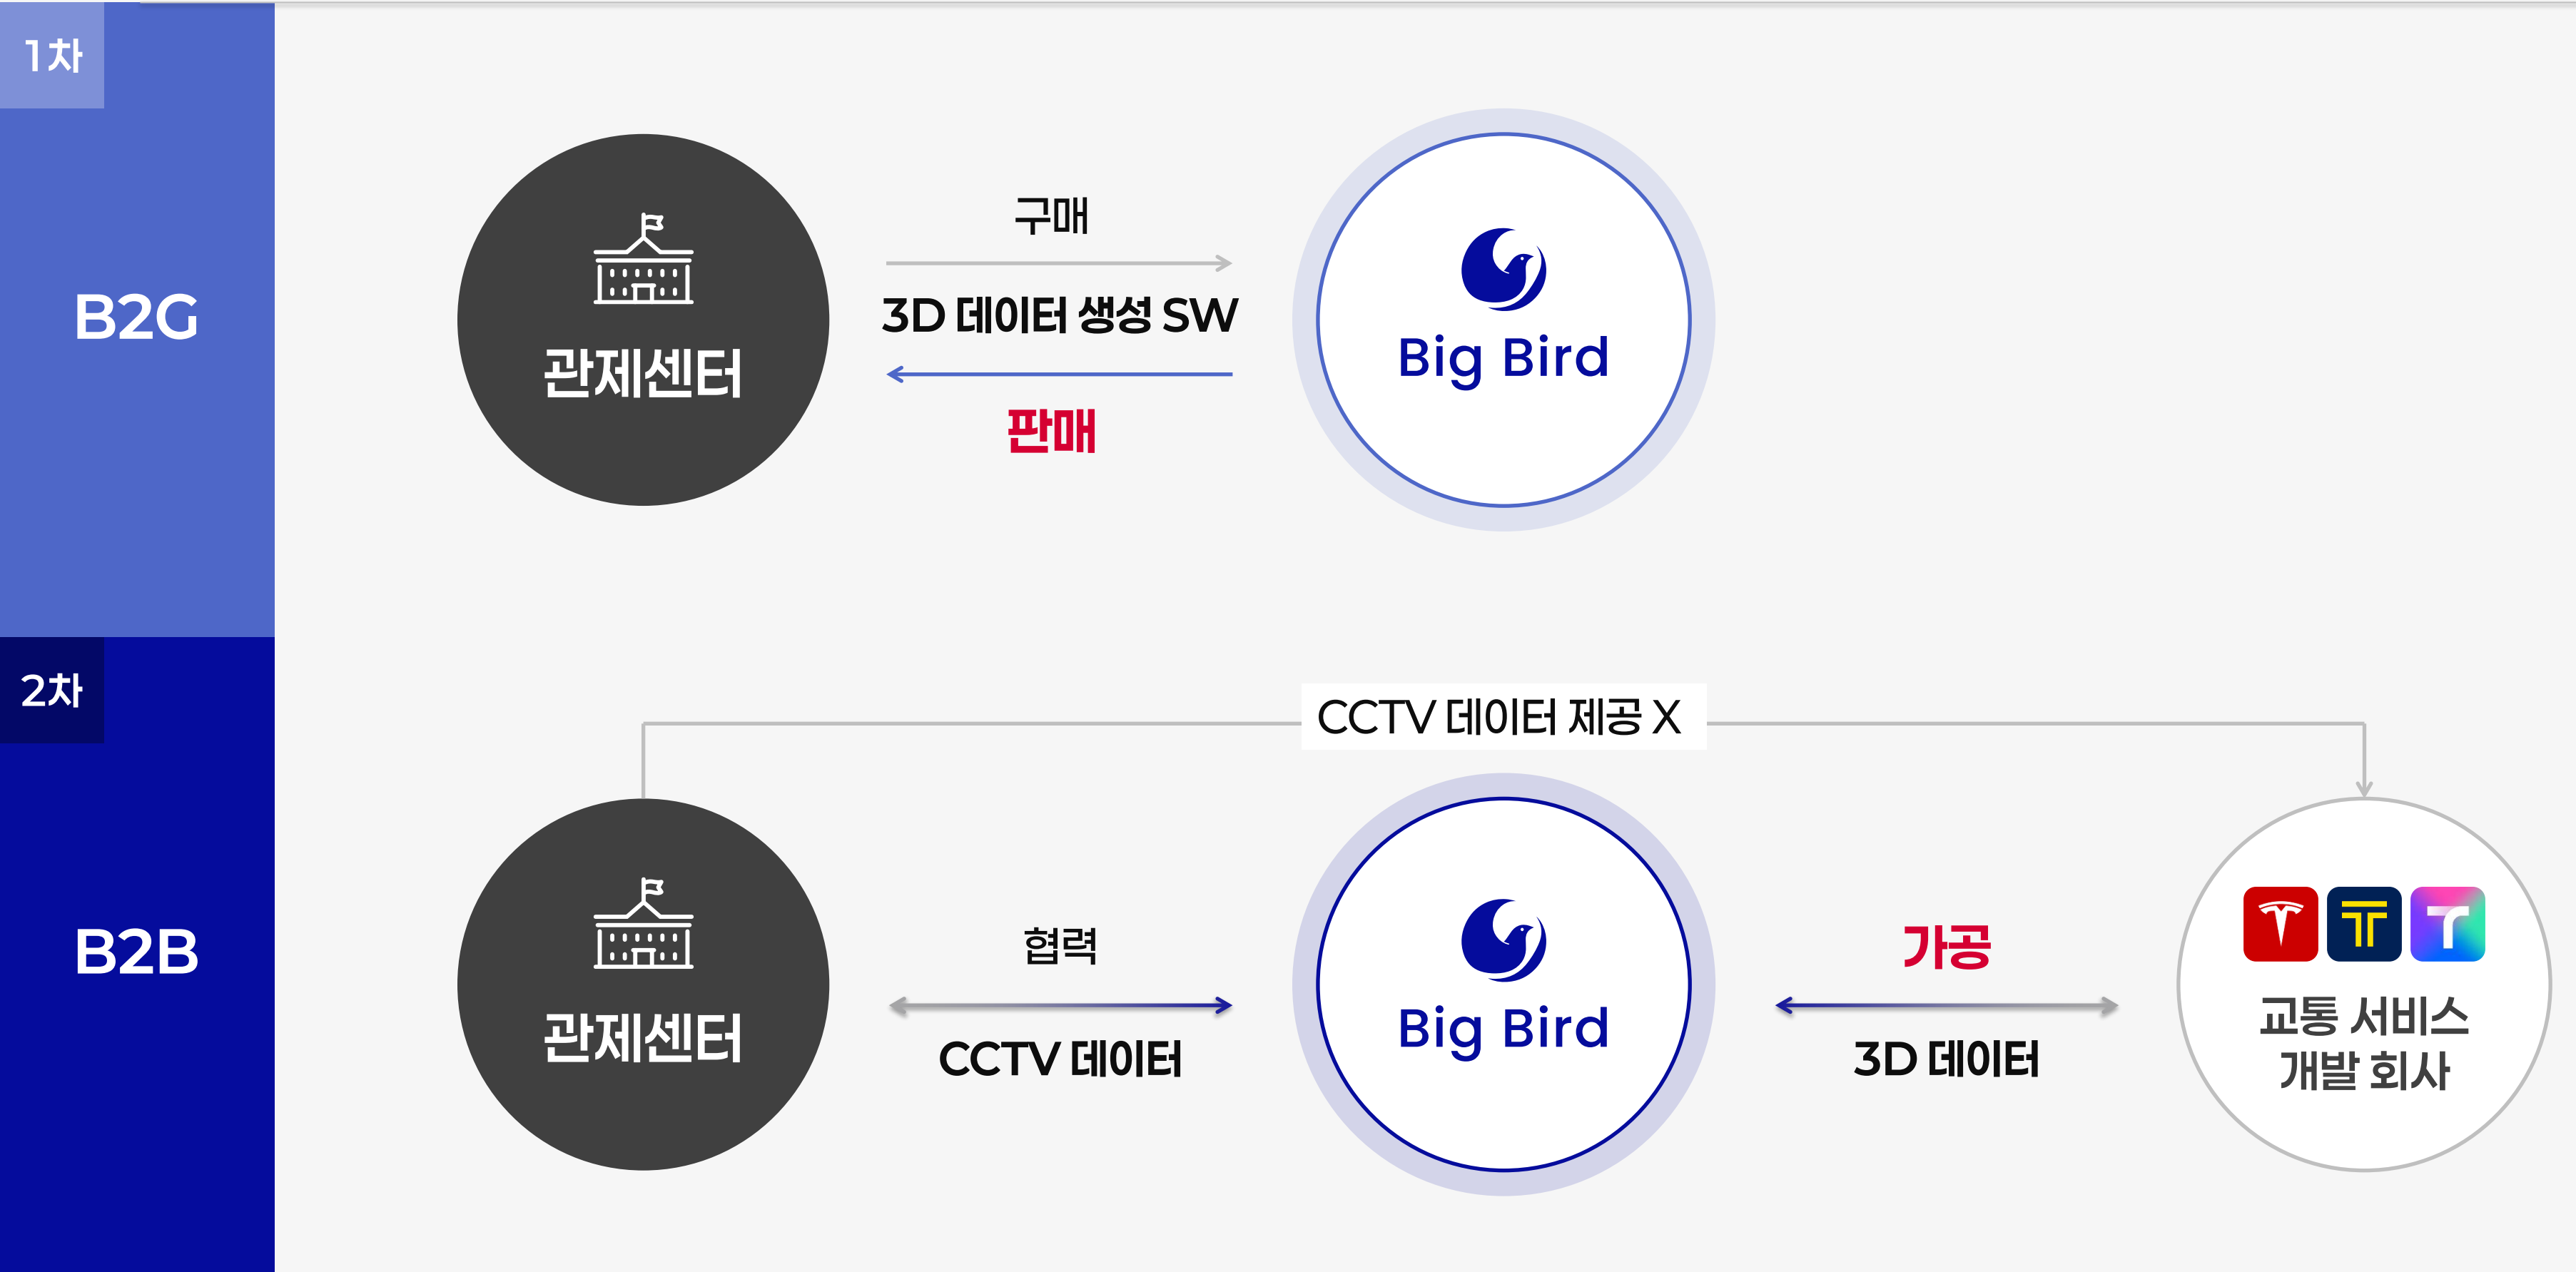 1차
B2G
관제센터
구매
3D 데이터 생성 SW
판매
Big Bird
2차
B2B
CCTV 데이터 제공 X
관제센터
협력
CCTV 데이터
Big Bird
가공
3D 데이터
교통 서비스
개발 회사